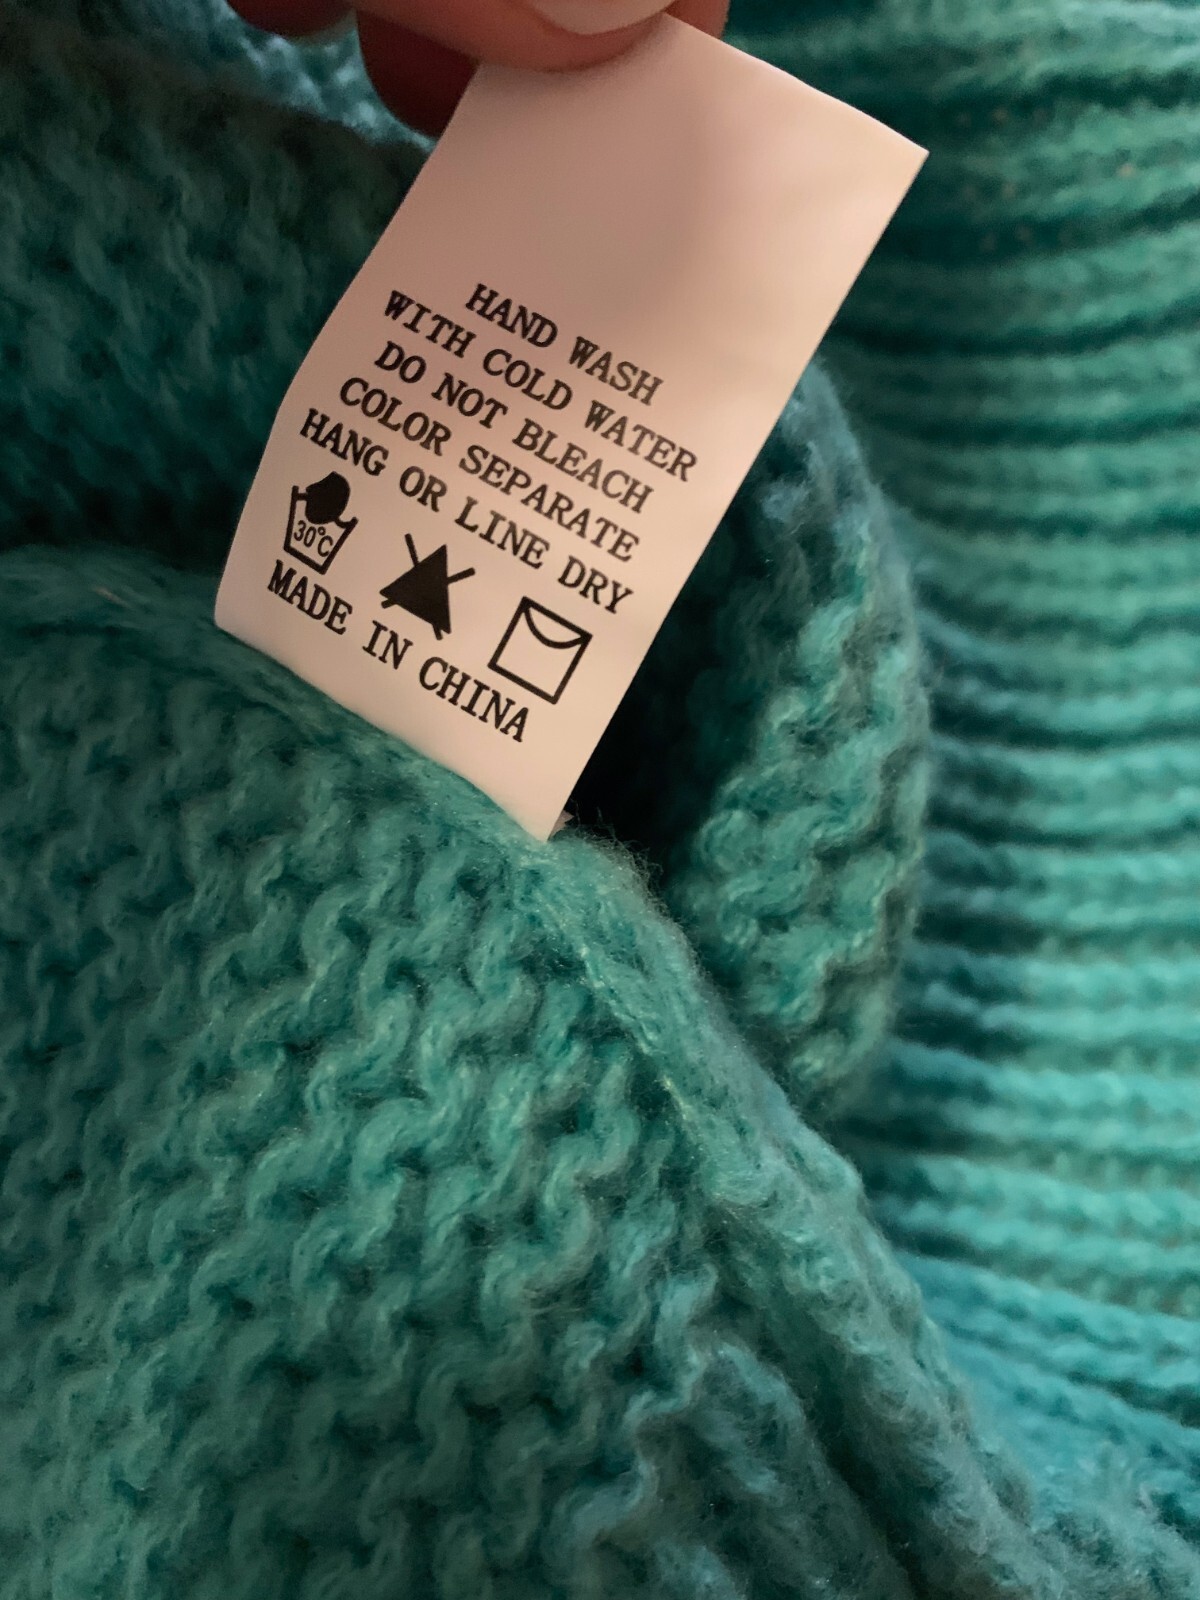 HAND WASH
WITH COLD WATER
DO NOT BLEACH
COLOR SEPARATE
HANG OR LINE DRY
30°C
MADE IN CHINA